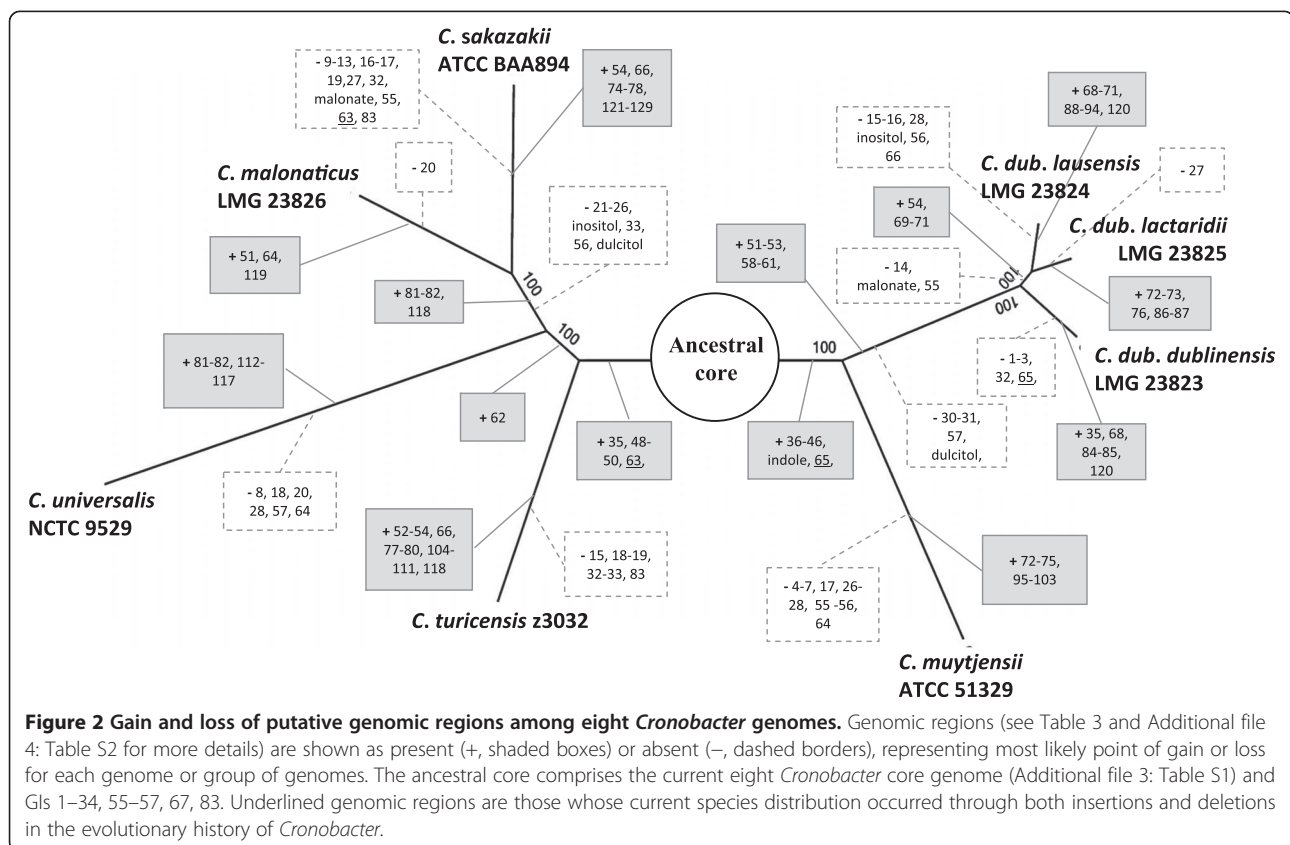 C. sakazakii
ATCC BAA894
- 9-13, 16-17,
19,27, 32,
malonate, 55,
63, 83
+ 54, 66,
74-78,
121-129
C. malonaticus
LMG 23826
- 20
+ 51, 64,
119
- 21-26,
inositol, 33,
56, dulcitol
+ 81-82,
118
100
100
+ 81-82, 112-
117
+ 62
C. universalis
NCTC 9529
- 8, 18, 20,
28, 57, 64
+ 35, 48-
50, 63,
+ 52-54, 66,
77-80, 104-
111, 118
- 15, 18-19,
32-33, 83
C. turicensis z3032
Ancestral
core
100
+ 36-46,
indole, 65,
+ 51-53,
58-61,
- 14,
malonate, 55
+ 54,
69-71
- 15-16, 28,
inositol, 56,
66
+ 68-71,
88-94, 120
C. dub. lausensis
LMG 23824
- 27
C. dub. lactaridii
LMG 23825
100
100
+ 72-73,
76, 86-87
C. dub. dublinensis
LMG 23823
- 1-3,
32, 65,
- 30-31,
57,
dulcitol,
+ 35, 68,
84-85,
120
- 4-7, 17, 26-
28, 55 -56,
64
+ 72-75,
95-103
C. muytjensii
ATCC 51329
Figure 2 Gain and loss of putative genomic regions among eight Cronobacter genomes. Genomic regions (see Table 3 and Additional file
4: Table S2 for more details) are shown as present (+, shaded boxes) or absent (−, dashed borders), representing most likely point of gain or loss
for each genome or group of genomes. The ancestral core comprises the current eight Cronobacter core genome (Additional file 3: Table S1) and
GIs 1–34, 55–57, 67, 83. Underlined genomic regions are those whose current species distribution occurred through both insertions and deletions
in the evolutionary history of Cronobacter.